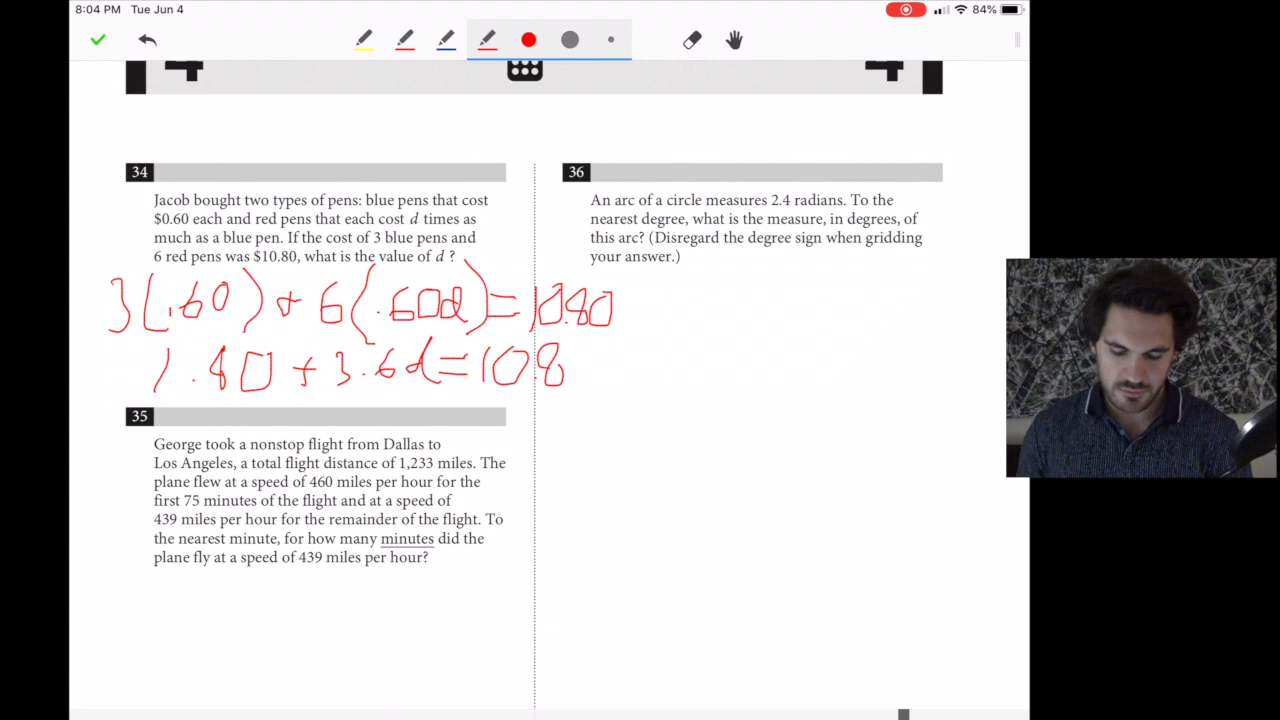 8:04 PM Tue Jun 4
84%
4
4
34
Jacob bought two types of pens: blue pens that cost
$0.60 each and red pens that each cost d times as
much as a blue pen. If the cost of 3 blue pens and
6 red pens was $10.80, what is the value of d ?
3(.60) + 6(.60d)=10.80
1.80 + 3.6d=10.8
35
George took a nonstop flight from Dallas to
Los Angeles, a total flight distance of 1,233 miles. The
plane flew at a speed of 460 miles per hour for the
first 75 minutes of the flight and at a speed of
439 miles per hour for the remainder of the flight. To
the nearest minute, for how many minutes did the
plane fly at a speed of 439 miles per hour?
36
An arc of a circle measures 2.4 radians. To the
nearest degree, what is the measure, in degrees, of
this arc? (Disregard the degree sign when gridding
your answer.)